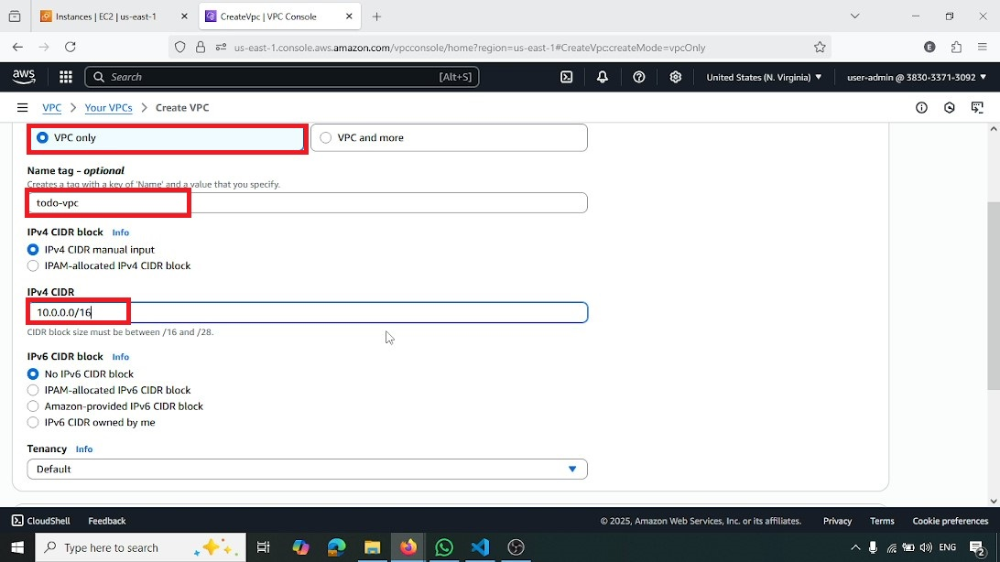 Instances | EC2 | us-east-1
CreateVpc | VPC Console
us-east-1.console.aws.amazon.com/vpcconsole/home?region=us-east-1#CreateVpc:createMode=vpcOnly
E
aws
Search
[Alt+S]
United States (N. Virginia)
user-admin @ 3830-3371-3092
VPC
Your VPCs
Create VPC
VPC only
VPC and more
Name tag - optional
Creates a tag with a key of 'Name' and a value that you specify.
todo-vpc
IPv4 CIDR block Info
IPv4 CIDR manual input
IPAM-allocated IPv4 CIDR block
IPv4 CIDR
10.0.0.0/16
CIDR block size must be between /16 and /28.
IPv6 CIDR block Info
No IPv6 CIDR block
IPAM-allocated IPv6 CIDR block
Amazon-provided IPv6 CIDR block
IPv6 CIDR owned by me
Tenancy Info
Default
CloudShell
Feedback
© 2025, Amazon Web Services, Inc. or its affiliates.
Privacy
Terms
Cookie preferences
Type here to search
ENG
2